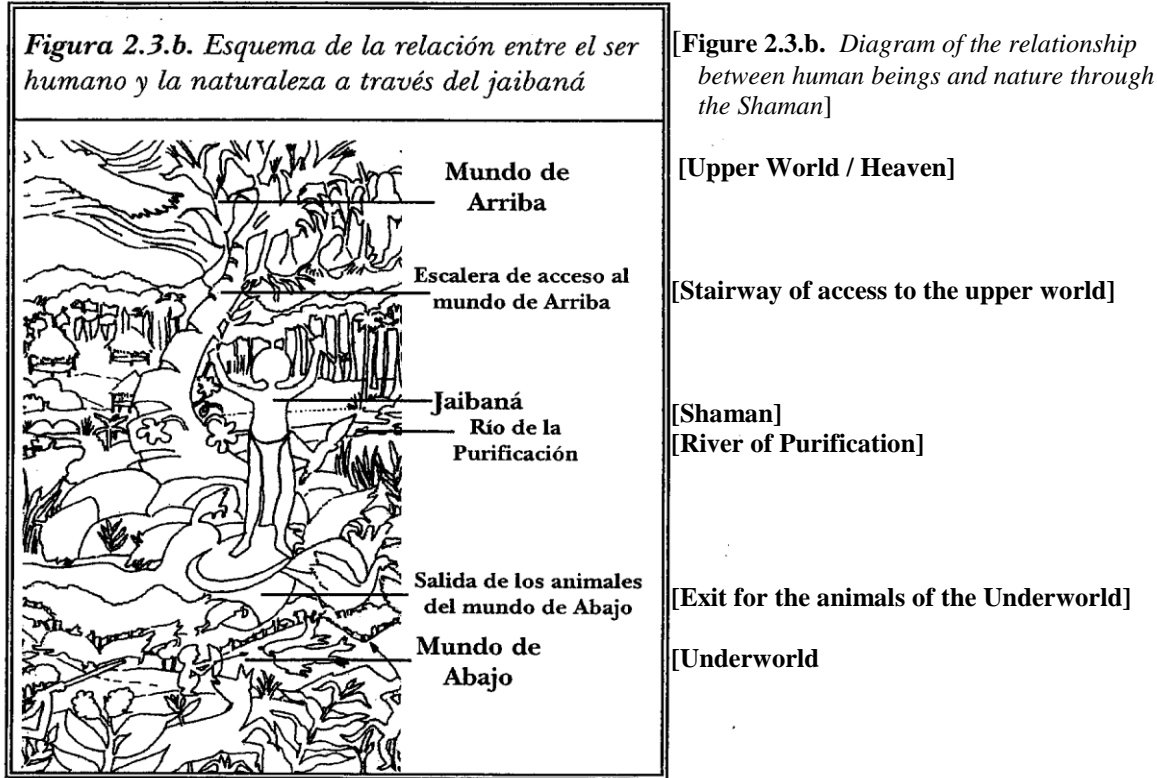 Figura 2.3.b. Esquema de la relación entre el ser
humano y la naturaleza a través del jaibaná
[Figure 2.3.b. Diagram of the relationship
between human beings and nature through
the Shaman]
Mundo de
Arriba
[Upper World / Heaven]
Escalera de acceso al
mundo de Arriba
[Stairway of access to the upper world]
Jaibaná
[Shaman]
Río de la
Purificación
[River of Purification]
Salida de los animales
del mundo de Abajo
[Exit for the animals of the Underworld]
Mundo de
Abajo
[Underworld